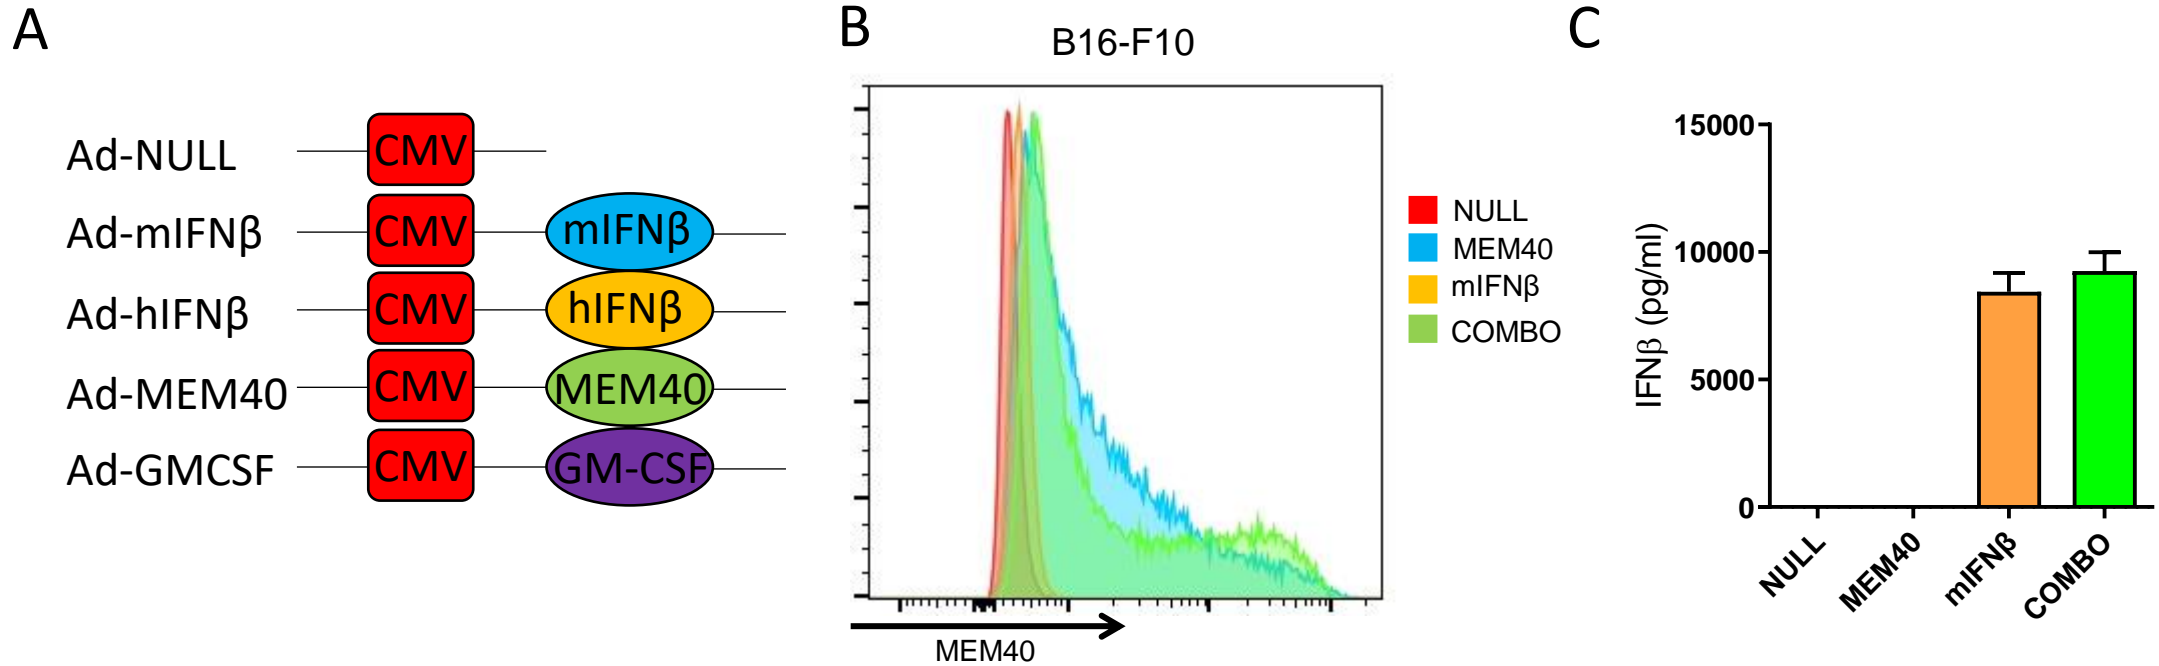 A
Ad-NULL CMV
Ad-mIFNβ CMV mIFNβ
Ad-hIFNβ CMV hIFNβ
Ad-MEM40 CMV MEM40
Ad-GMCSF CMV GM-CSF
B
B16-F10
NULL
MEM40
mIFNβ
COMBO
MEM40
C
IFNβ (pg/ml)
15000
10000
5000
0
NULL
MEM40
mIFNβ
COMBO